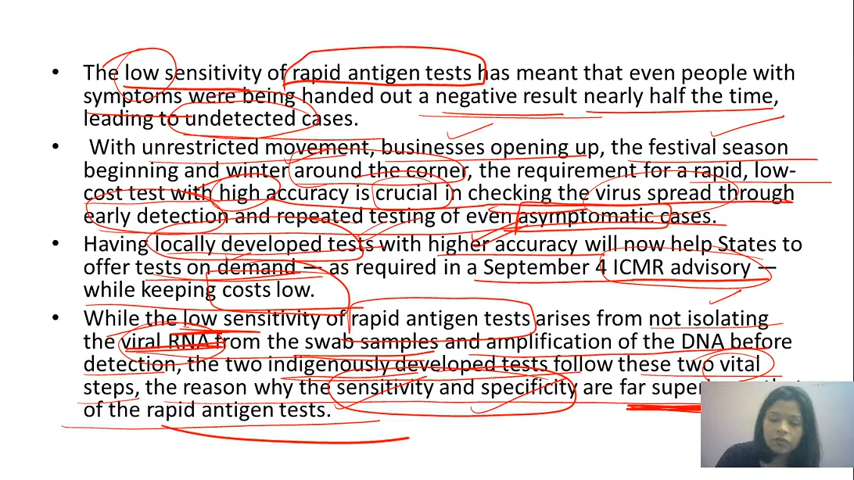 • The low sensitivity of rapid antigen tests has meant that even people with
symptoms were being handed out a negative result nearly half the time,
leading to undetected cases.
• With unrestricted movement, businesses opening up, the festival season
beginning and winter around the corner, the requirement for a rapid, low-
cost test with high accuracy is crucial in checking the virus spread through
early detection and repeated testing of even asymptomatic cases.
• Having locally developed tests with higher accuracy will now help States to
offer tests on demand — as required in a September 4 ICMR advisory —
while keeping costs low.
• While the low sensitivity of rapid antigen tests arises from not isolating
the viral RNA from the swab samples and amplification of the DNA before
detection, the two indigenously developed tests follow these two vital
steps, the reason why the sensitivity and specificity are far
of the rapid antigen tests.